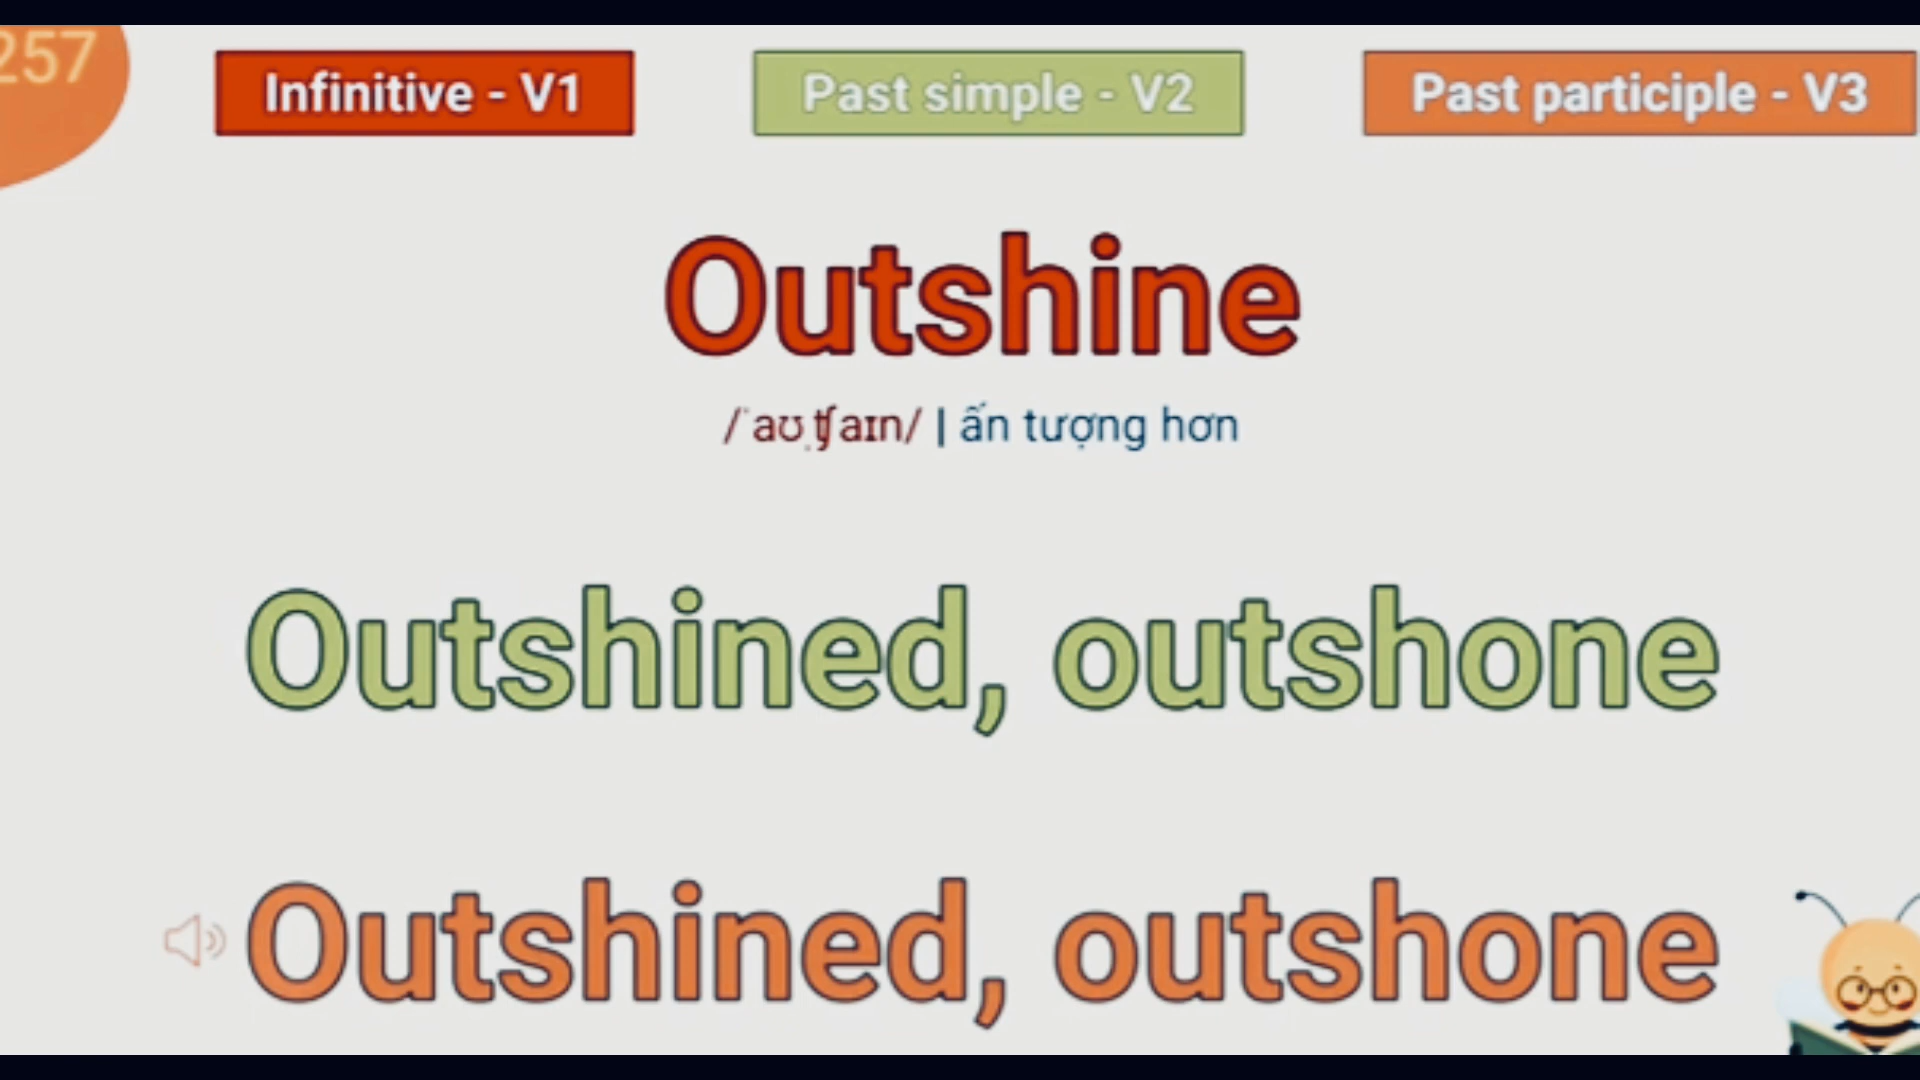 257
Infinitive - V1
Past simple - V2
Past participle - V3
Outshine
/ˈaʊˌʧaɪn/ | ấn tượng hơn
Outshined, outshone
Outshined, outshone